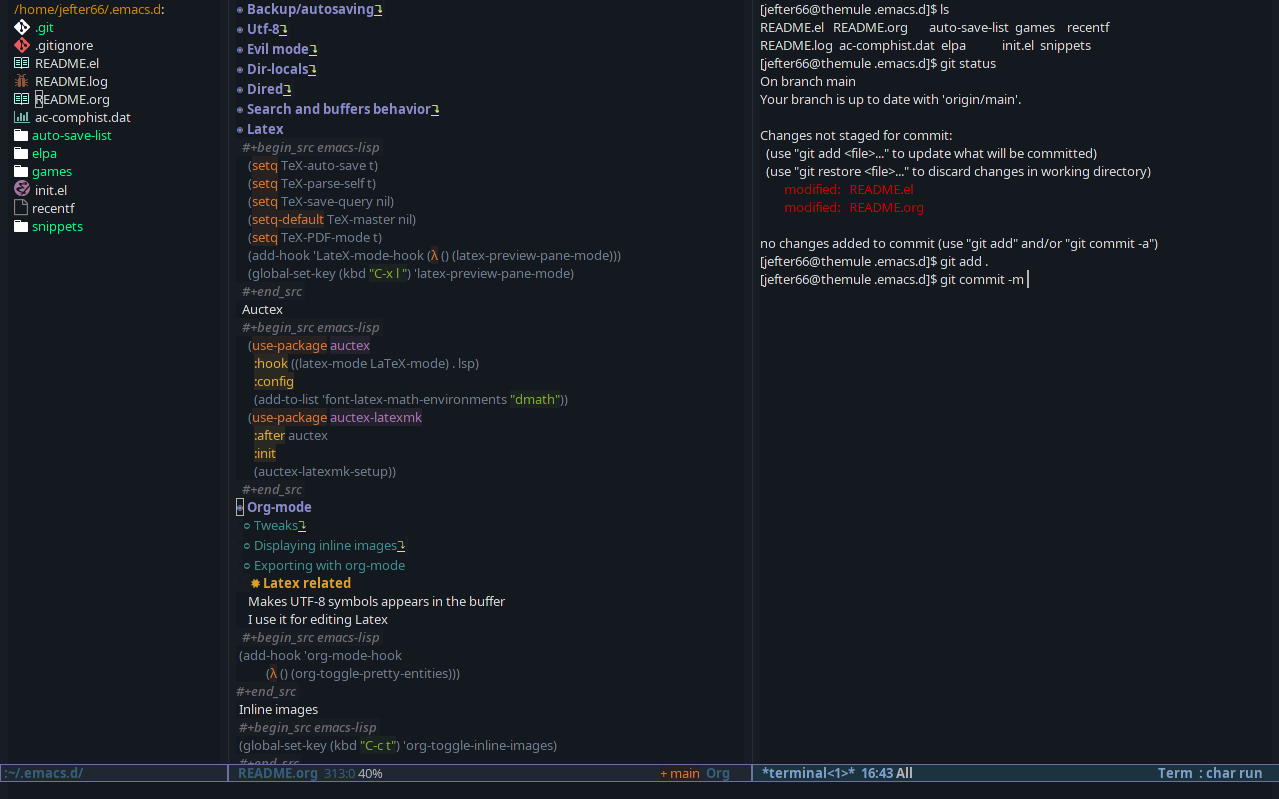 /home/jefter66/.emacs.d:
.git
.gitignore
README.el
README.log
README.org
ac-comphist.dat
auto-save-list
elpa
games
init.el
recentf
snippets
:~/.emacs.d/
Backup/autosaving
Utf-8
Evil mode
Dir-locals
Dired
Search and buffers behavior
Latex
#+begin_src emacs-lisp
(setq TeX-auto-save t)
(setq TeX-parse-self t)
(setq TeX-save-query nil)
(setq-default TeX-master nil)
(setq TeX-PDF-mode t)
(add-hook 'LaTeX-mode-hook (λ () (latex-preview-pane-mode)))
(global-set-key (kbd "C-x l ") 'latex-preview-pane-mode)
#+end_src
Auctex
#+begin_src emacs-lisp
(use-package auctex
:hook ((latex-mode LaTeX-mode) . lsp)
:config
(add-to-list 'font-latex-math-environments "dmath"))
(use-package auctex-latexmk
:after auctex
:init
(auctex-latexmk-setup))
#+end_src
Org-mode
Tweaks
Displaying inline images
Exporting with org-mode
Latex related
Makes UTF-8 symbols appears in the buffer
I use it for editing Latex
#+begin_src emacs-lisp
(add-hook 'org-mode-hook
(λ () (org-toggle-pretty-entities)))
#+end_src
Inline images
#+begin_src emacs-lisp
(global-set-key (kbd "C-c t") 'org-toggle-inline-images)
#+end_src
README.org 313:0 40% + main Org
[jefter66@themule .emacs.d]$ ls
README.el README.org auto-save-list games recentf
README.log ac-comphist.dat elpa init.el snippets
[jefter66@themule .emacs.d]$ git status
On branch main
Your branch is up to date with 'origin/main'.
Changes not staged for commit:
(use "git add <file>..." to update what will be committed)
(use "git restore <file>..." to discard changes in working directory)
modified: README.el
modified: README.org
no changes added to commit (use "git add" and/or "git commit -a")
[jefter66@themule .emacs.d]$ git add .
[jefter66@themule .emacs.d]$ git commit -m
*terminal<1>* 16:43 All Term : char run